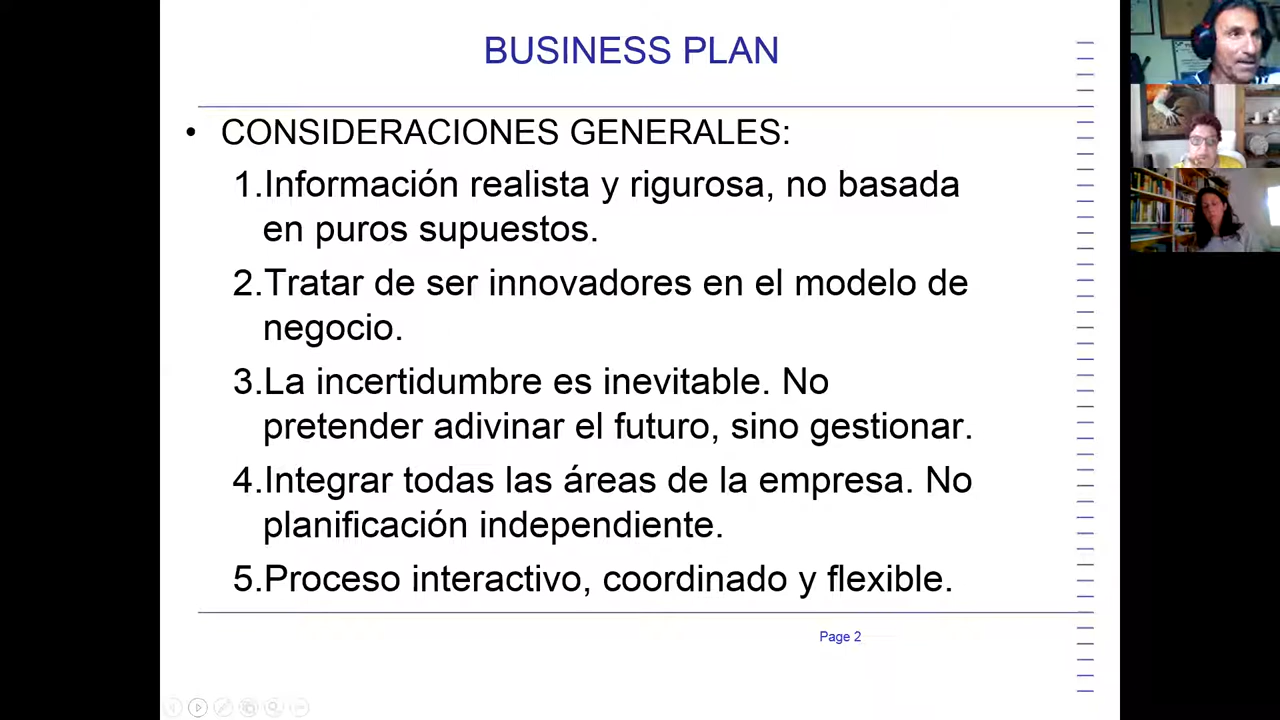 BUSINESS PLAN
• CONSIDERACIONES GENERALES:
1.Información realista y rigurosa, no basada
en puros supuestos.
2.Tratar de ser innovadores en el modelo de
negocio.
3.La incertidumbre es inevitable. No
pretender adivinar el futuro, sino gestionar.
4.Integrar todas las áreas de la empresa. No
planificación independiente.
5.Proceso interactivo, coordinado y flexible.
Page 2